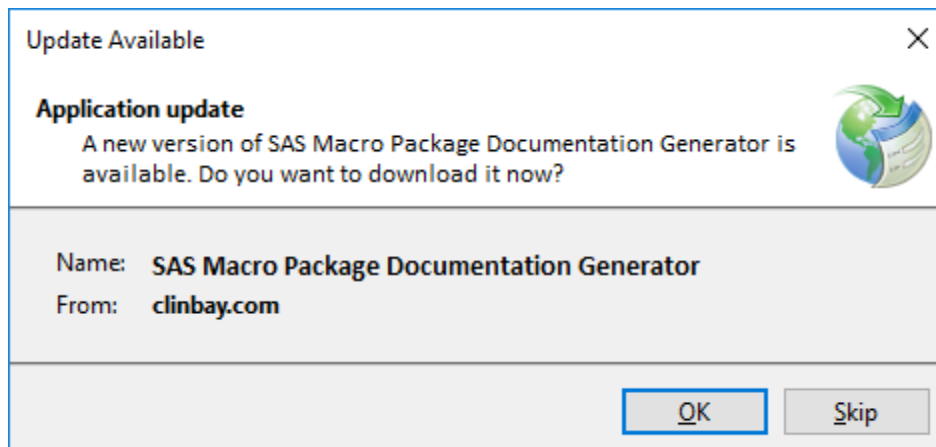 Update Available
Application update
A new version of SAS Macro Package Documentation Generator is
available. Do you want to download it now?
Name: SAS Macro Package Documentation Generator
From: clinbay.com
OK Skip